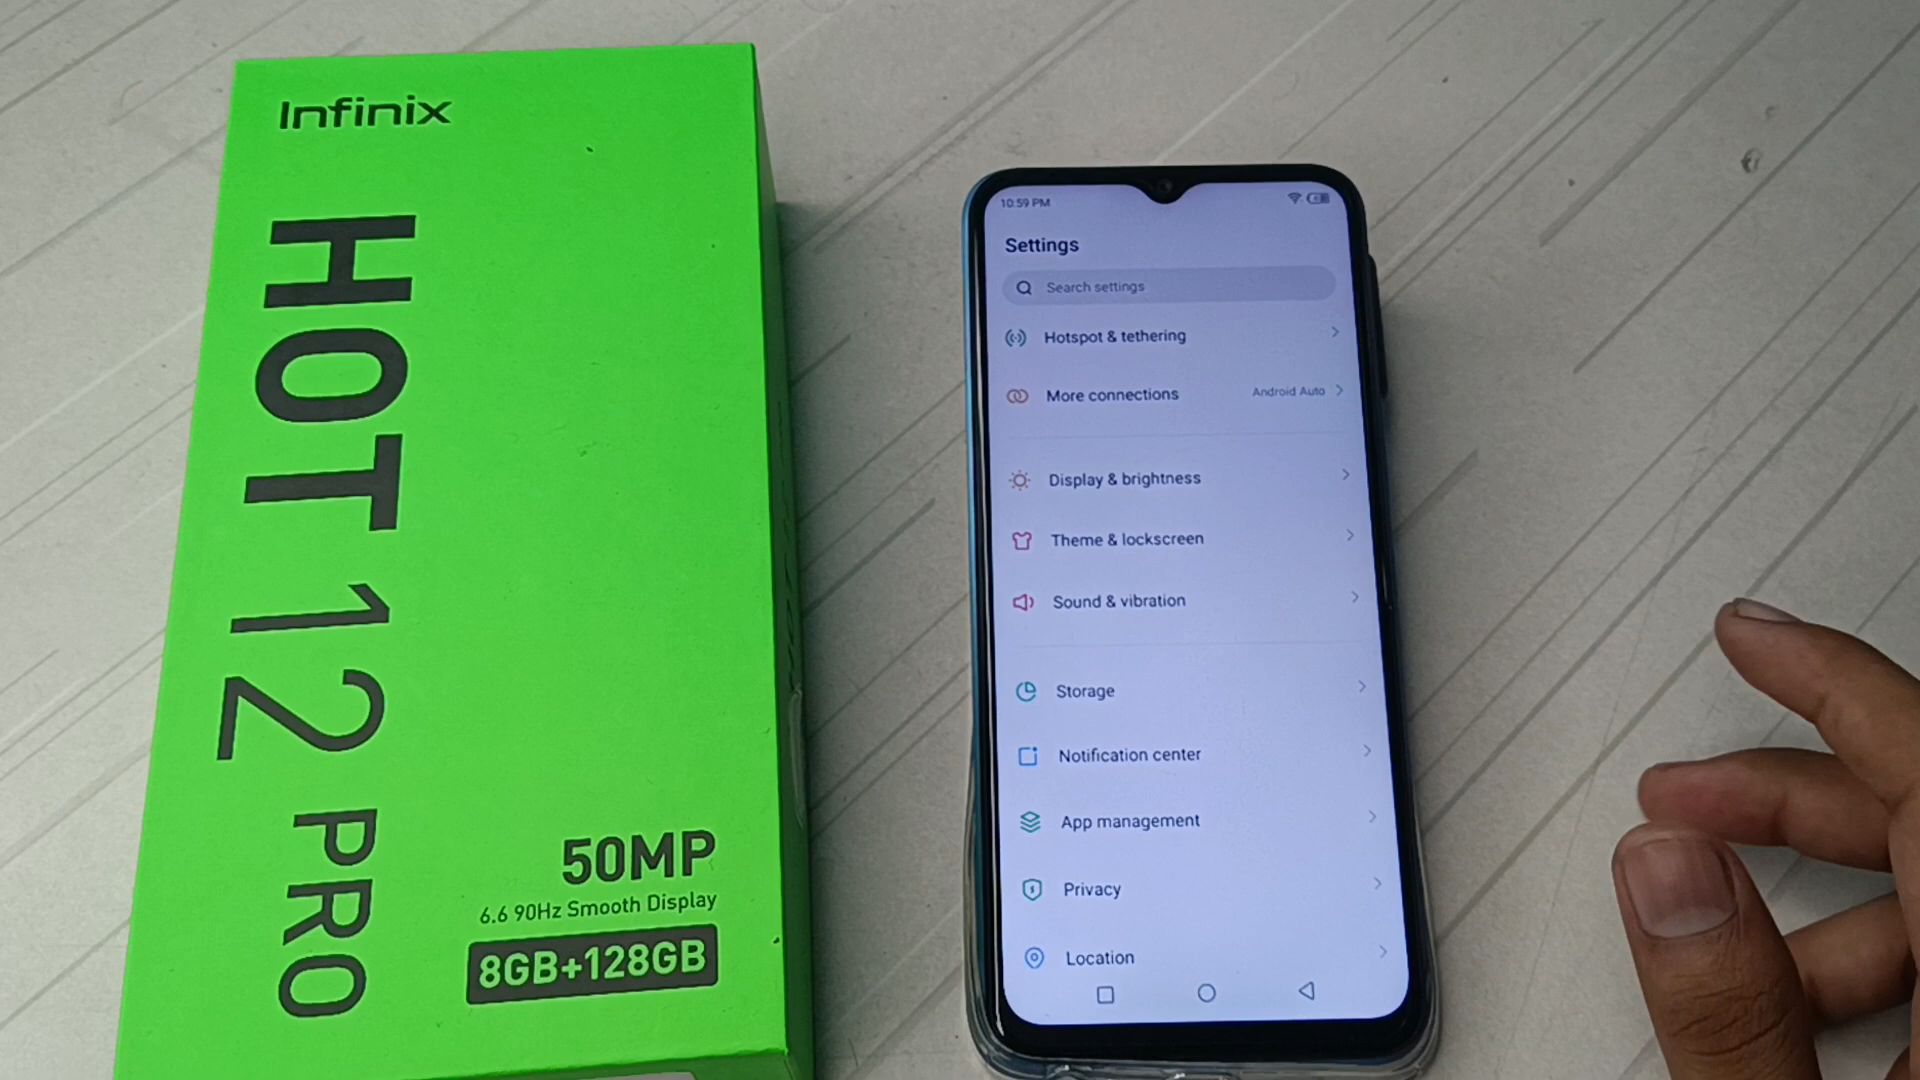 Infinix
HOT 12 PRO
50MP
6.6 90Hz Smooth Display
8GB+128GB
10:59 PM
Settings
Search settings
Hotspot & tethering
More connections Android Auto
Display & brightness
Theme & lockscreen
Sound & vibration
Storage
Notification center
App management
Privacy
Location